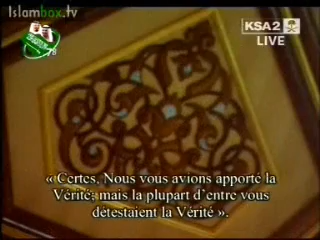 Islambox.tv
KSA2
LIVE
« Certes, Nous vous avions apporté la
Vérité; mais la plupart d'entre vous
détestaient la Vérité ».